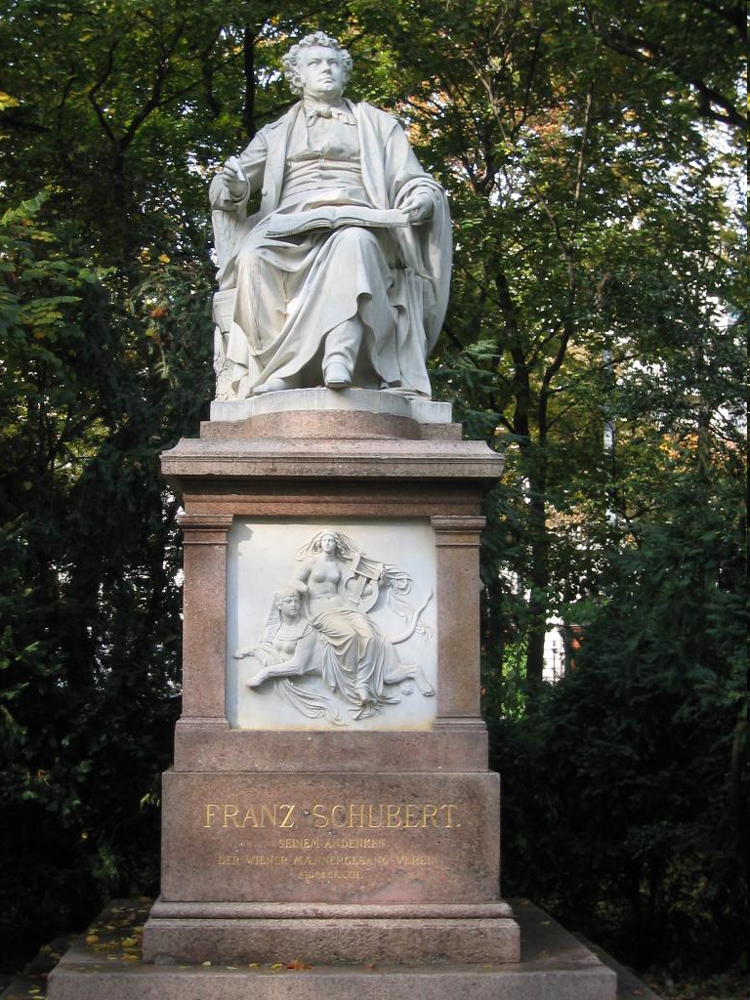 FRANZ SCHUBERT.
SEINEM ANDENKEN
DER WIENER MÆNNERGESANG-VEREIN